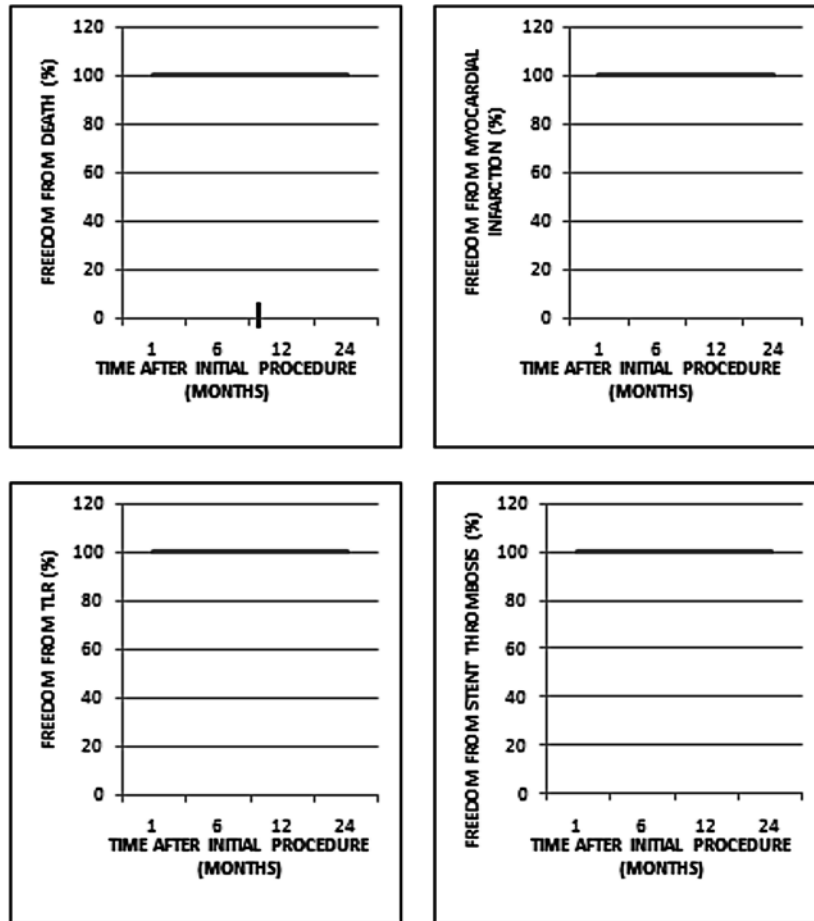 FREEDOM FROM DEATH (%)
120
100
80
60
40
20
0
1 6 12 24
TIME AFTER INITIAL PROCEDURE
(MONTHS)
FREEDOM FROM MYOCARDIAL
INFARCTION (%)
120
100
80
60
40
20
0
1 6 12 24
TIME AFTER INITIAL PROCEDURE
(MONTHS)
FREEDOM FROM TLR (%)
120
100
80
60
40
20
0
1 6 12 24
TIME AFTER INITIAL PROCEDURE
(MONTHS)
FREEDOM FROM STENT THROMBOSIS (%)
120
100
80
60
40
20
0
1 6 12 24
TIME AFTER INITIAL PROCEDURE
(MONTHS)